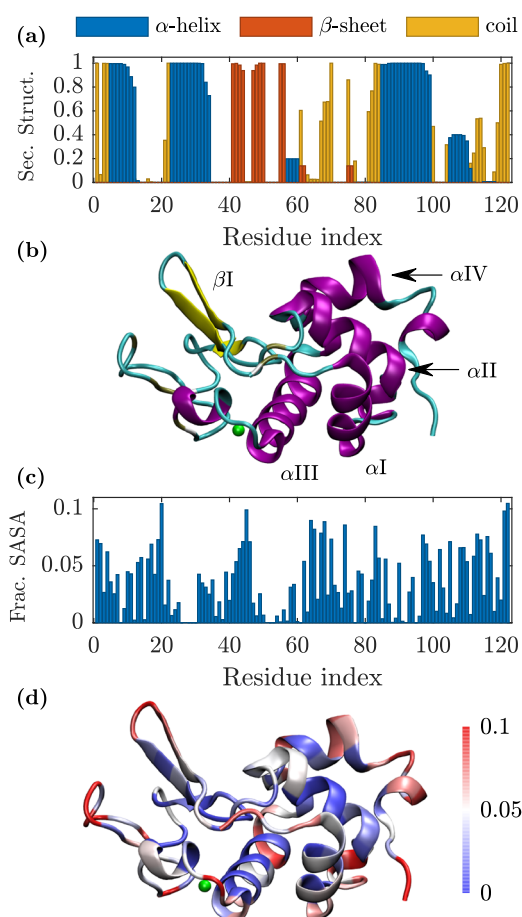 α-helix β-sheet coil
(a)
Sec. Struct.
1
0.8
0.6
0.4
0.2
0
0 20 40 60 80 100 120
Residue index
(b)
βI
αIV
αII
αIII
αI
(c)
Frac. SASA
0.1
0.05
0
0 20 40 60 80 100 120
Residue index
(d)
0.1
0.05
0